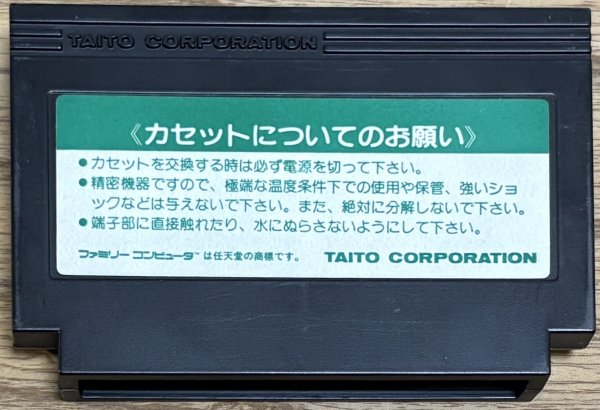 TAITO CORPORATION
《カセットについてのお願い》
●カセットを交換する時は必ず電源を切って下さい。
●精密機器ですので、極端な温度条件下での使用や保管、強いショ
ックなどは与えないで下さい。また、絶対に分解しないで下さい。
●端子部に直接触れたり、水にぬらさないようにして下さい。
ファミリーコンピュータ™は任天堂の商標です。 TAITO CORPORATION